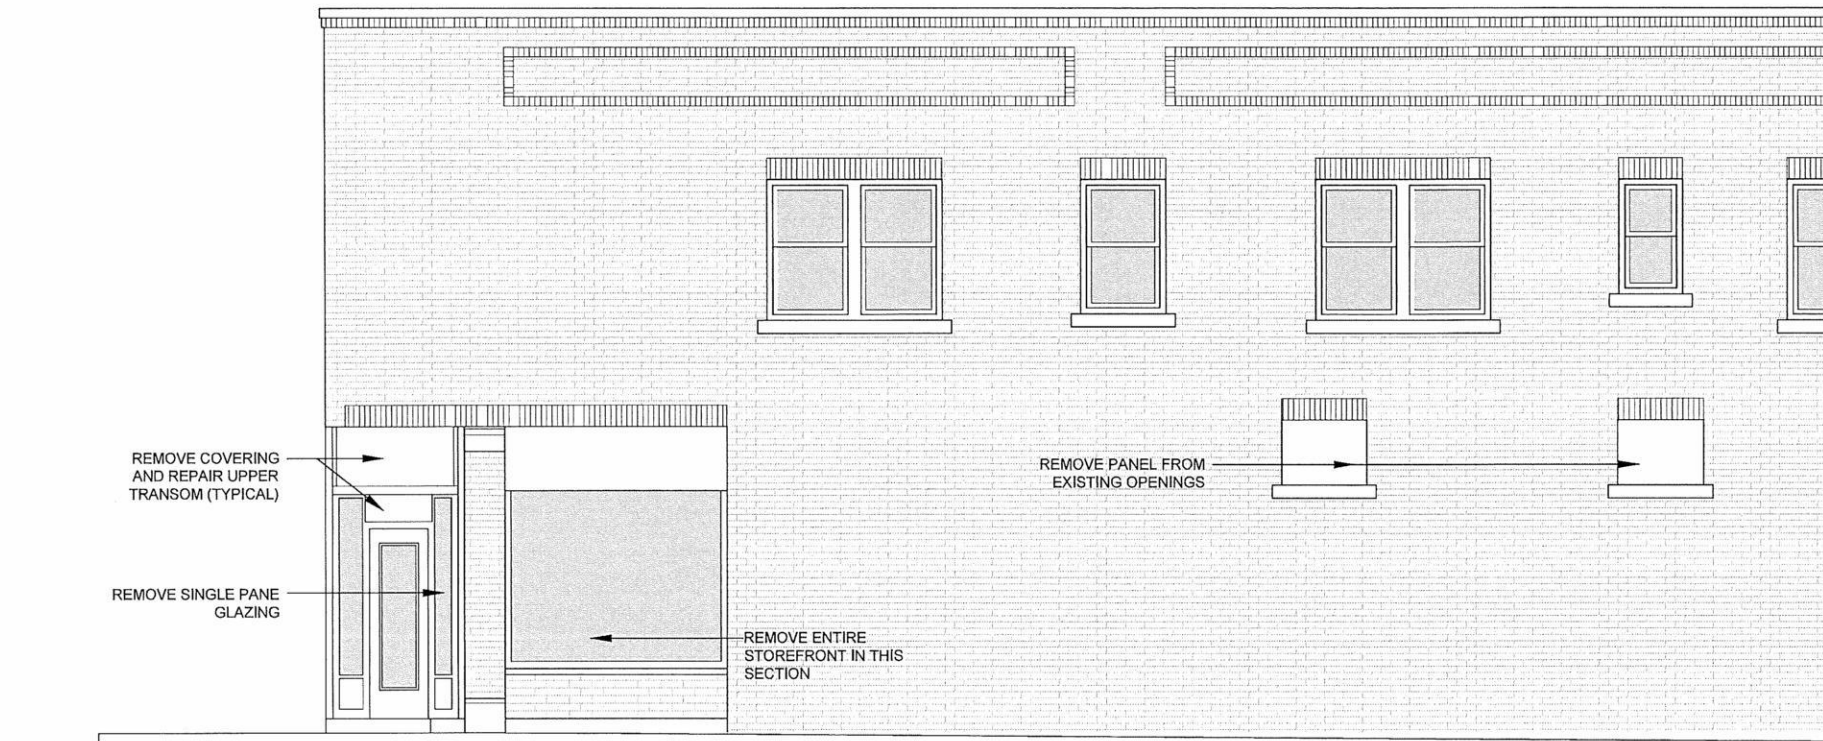 REMOVE COVERING
AND REPAIR UPPER
TRANSOM (TYPICAL)
REMOVE SINGLE PANE
GLAZING
REMOVE ENTIRE
STOREFRONT IN THIS
SECTION
REMOVE PANEL FROM
EXISTING OPENINGS